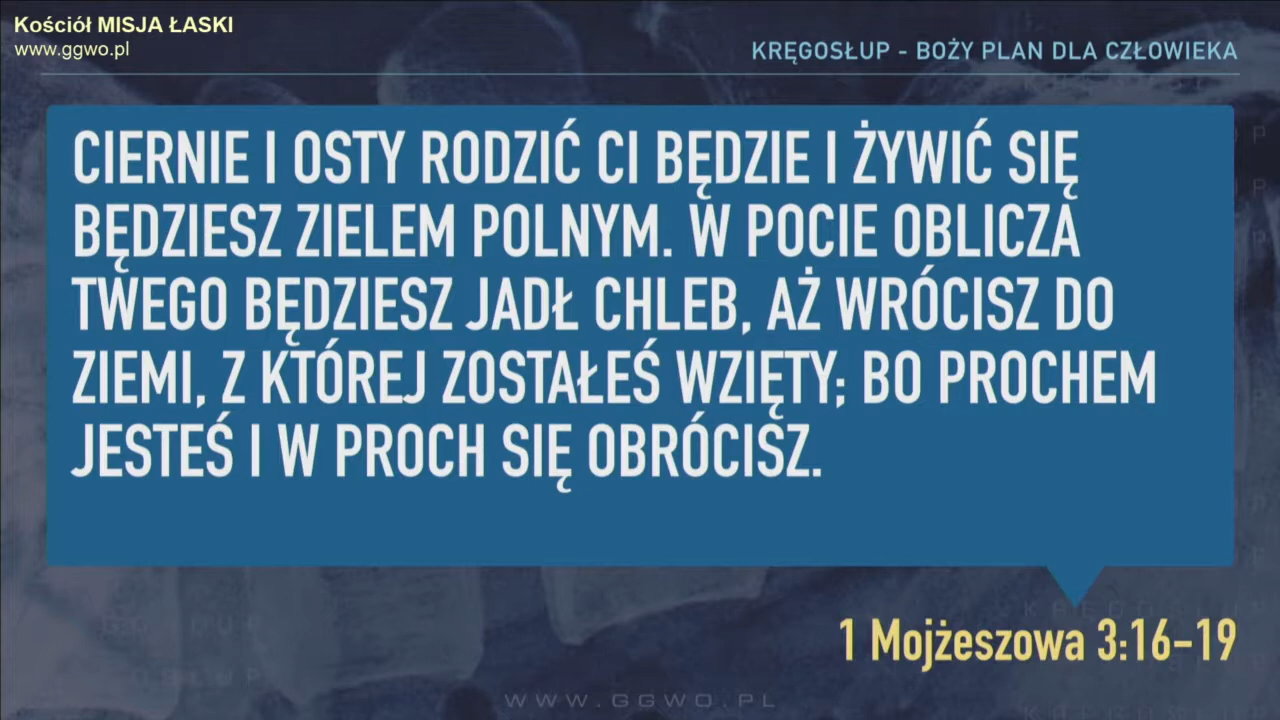 Kościół MISJA ŁASKI
www.ggwo.pl
KRĘGOSŁUP - BOŻY PLAN DLA CZŁOWIEKA
CIERNIE I OSTY RODZIĆ CI BĘDZIE I ŻYWIĆ SIĘ
BĘDZIESZ ZIELEM POLNYM. W POCIE OBLICZA
TWEGO BĘDZIESZ JADŁ CHLEB, AŻ WRÓCISZ DO
ZIEMI, Z KTÓREJ ZOSTAŁEŚ WZIĘTY; BO PROCHEM
JESTEŚ I W PROCH SIĘ OBRÓCISZ.
1 Mojżeszowa 3:16-19
WWW.GGWO.PL